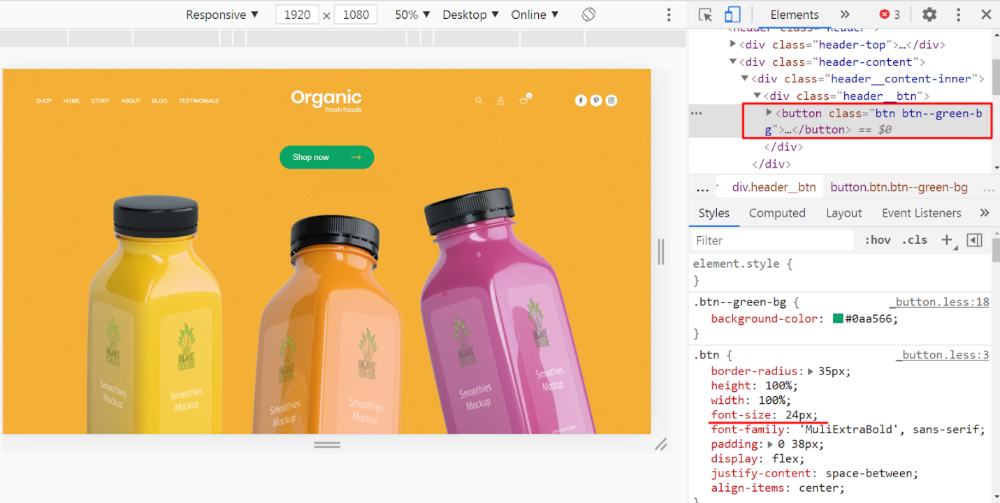 Responsive ▼ 1920 × 1080 50% ▼ Desktop ▼ Online ▼
SHOP HOME STORY ABOUT BLOG TESTIMONIALS
Organic
fresh foods
0
Shop now
Smoothies
Mockup
Smoothies
Mockup
Smoothies
Mockup
Smoothies
Mockup
Smoothies
Mockup
Smoothies
Mockup
Elements » 3
<header class="header">
▶<div class="header-top">…</div>
▼<div class="header-content">
▼<div class="header__content-inner">
▼<div class="header__btn">
… ▶<button class="btn btn--green-b
g">…</button> == $0
</div>
</div>
… div.header__btn button.btn.btn--green-bg …
Styles Computed Layout Event Listeners »
Filter :hov .cls +
element.style {
}
.btn--green-bg { _button.less:18
background-color: #0aa566;
}
.btn { _button.less:3
border-radius: ▶ 35px;
height: 100%;
width: 100%;
font-size: 24px;
font-family: 'MuliExtraBold', sans-serif;
padding: ▶ 0 38px;
display: flex;
justify-content: space-between;
align-items: center;
}